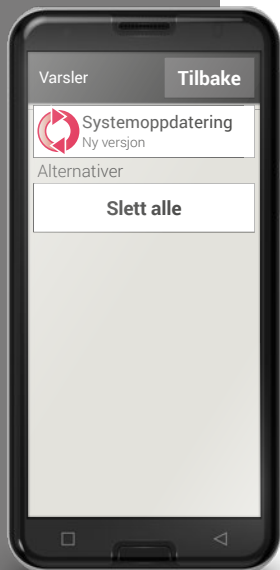 Varsler
Tilbake
Systemoppdatering
Ny versjon
Alternativer
Slett alle